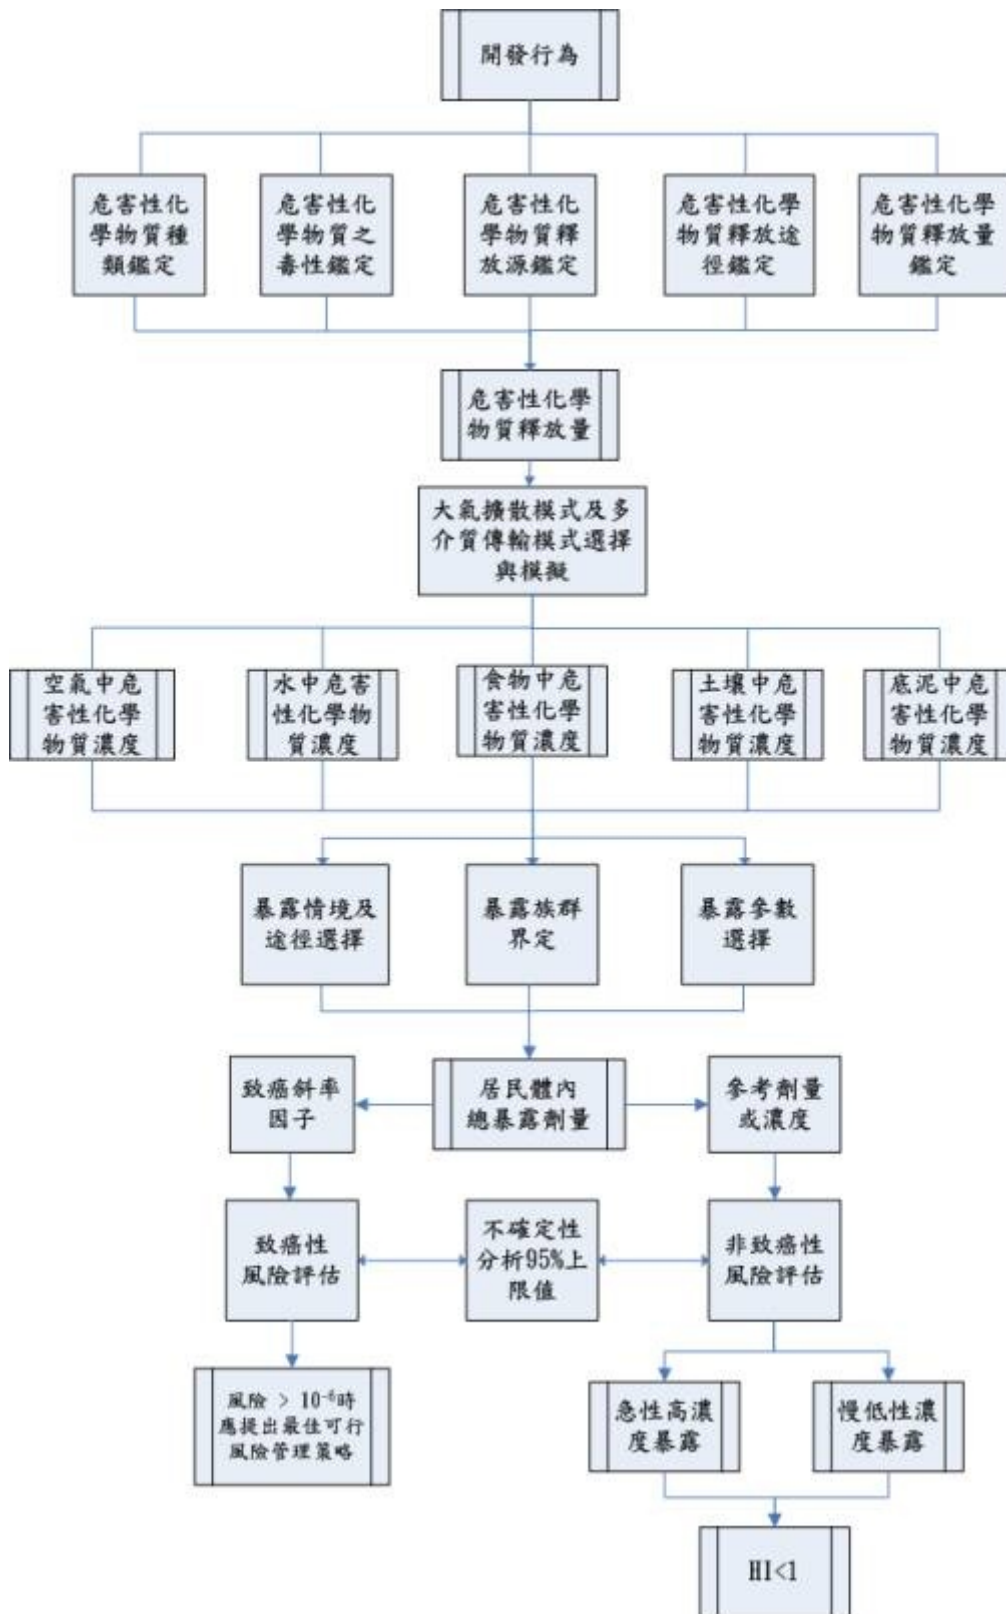 開發行為
危害性化
學物質種
類鑑定
危害性化
學物質之
毒性鑑定
危害性化
學物質釋
放源鑑定
危害性化學
物質釋放途
徑鑑定
危害性化學
物質釋放量
鑑定
危害性化學
物質釋放量
大氣擴散模式及多
介質傳輸模式選擇
與模擬
空氣中危
害性化學
物質濃度
水中危害
性化學物
質濃度
食物中危
害性化學
物質濃度
土壤中危
害性化學
物質濃度
底泥中危
害性化學
物質濃度
暴露情境及
途徑選擇
暴露族群
界定
暴露參數
選擇
致癌斜率
因子
居民體內
總暴露劑量
參考劑量
或濃度
致癌性
風險評估
不確定性
分析95%上
限值
非致癌性
風險評估
風險 > 10⁻⁶時
應提出最佳可行
風險管理策略
急性高濃
度暴露
慢低性濃
度暴露
HI<1